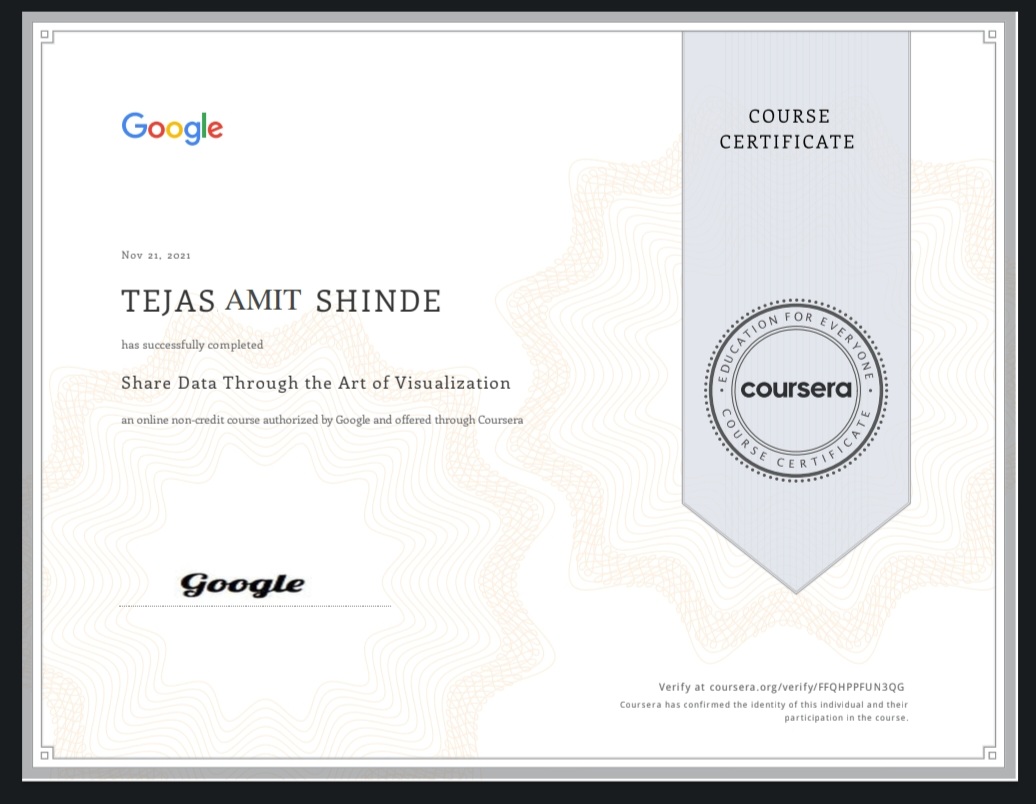 Google
COURSE
CERTIFICATE
Nov 21, 2021
TEJAS AMIT SHINDE
has successfully completed
Share Data Through the Art of Visualization
an online non-credit course authorized by Google and offered through Coursera
EDUCATION FOR EVERYONE
coursera
COURSE CERTIFICATE
Google
Verify at coursera.org/verify/FFQHPPFUN3QG
Coursera has confirmed the identity of this individual and their
participation in the course.